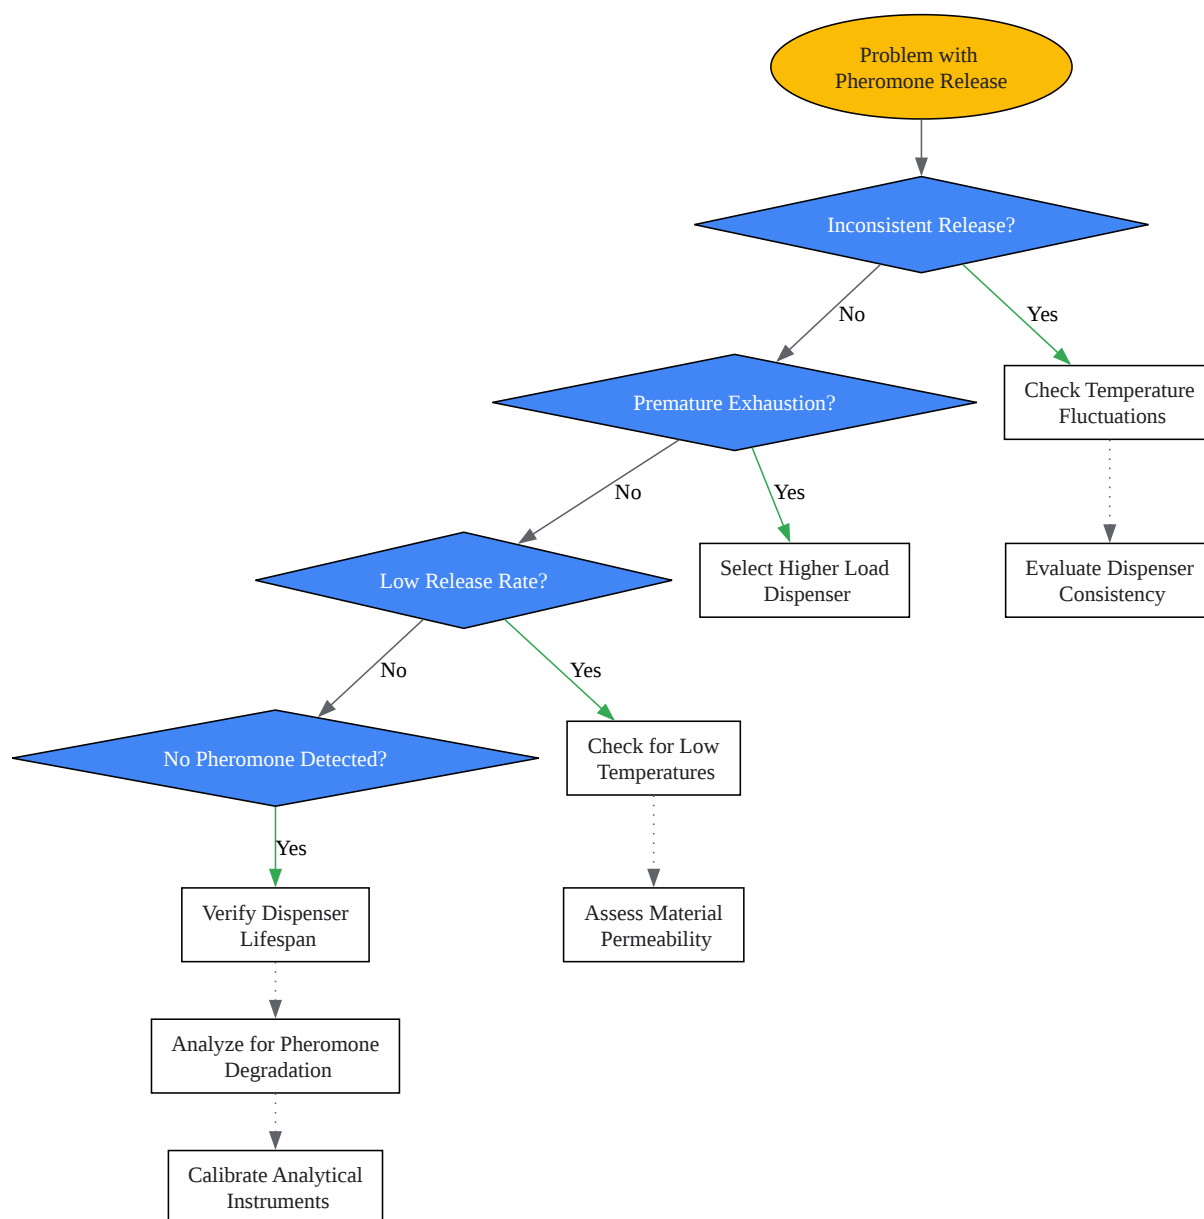 Problem with
Pheromone Release
Inconsistent Release?
No
Yes
Premature Exhaustion?
Check Temperature
Fluctuations
No
Yes
Low Release Rate?
Select Higher Load
Dispenser
Evaluate Dispenser
Consistency
No
Yes
No Pheromone Detected?
Check for Low
Temperatures
Yes
Verify Dispenser
Lifespan
Assess Material
Permeability
Analyze for Pheromone
Degradation
Calibrate Analytical
Instruments